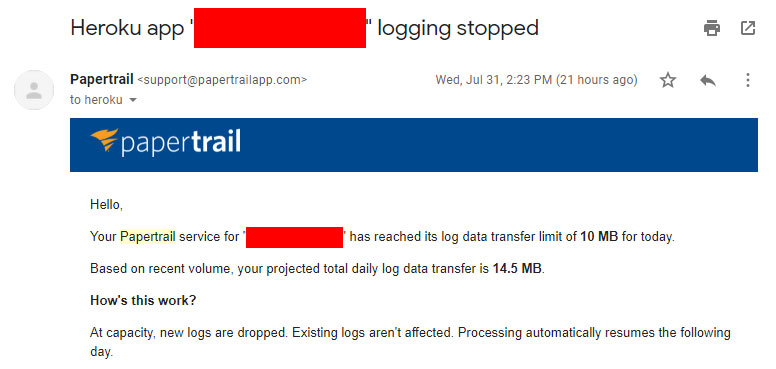 Heroku app '" logging stopped
Papertrail <support@papertrailapp.com> Wed, Jul 31, 2:23 PM (21 hours ago)
to heroku
papertrail
Hello,
Your Papertrail service for '' has reached its log data transfer limit of 10 MB for today.
Based on recent volume, your projected total daily log data transfer is 14.5 MB.
How's this work?
At capacity, new logs are dropped. Existing logs aren't affected. Processing automatically resumes the following
day.